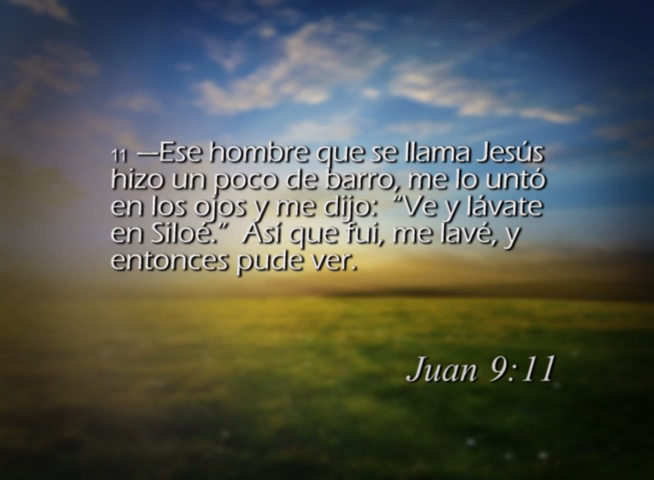 11 —Ese hombre que se llama Jesús
hizo un poco de barro, me lo untó
en los ojos y me dijo:  “Ve y lávate
en Siloé.”  Así que fui, me lavé, y
entonces pude ver.
Juan 9:11